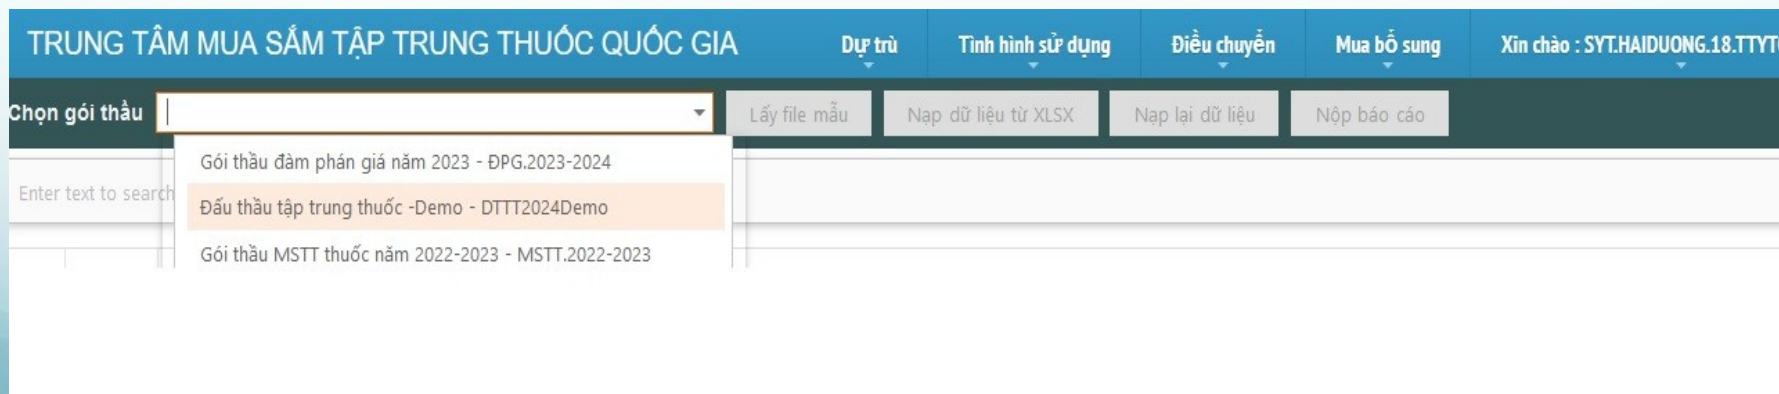 TRUNG TÂM MUA SẮM TẬP TRUNG THUỐC QUỐC GIA Dự trù Tình hình sử dụng Điều chuyển Mua bổ sung Xin chào : SYT.HAIDUONG.18.TTYT
Chọn gói thầu Lấy file mẫu Nạp dữ liệu từ XLSX Nạp lại dữ liệu Nộp báo cáo
Gói thầu đàm phán giá năm 2023 - ĐPG.2023-2024
Enter text to search
Đấu thầu tập trung thuốc -Demo - DTTT2024Demo
Gói thầu MSTT thuốc năm 2022-2023 - MSTT.2022-2023